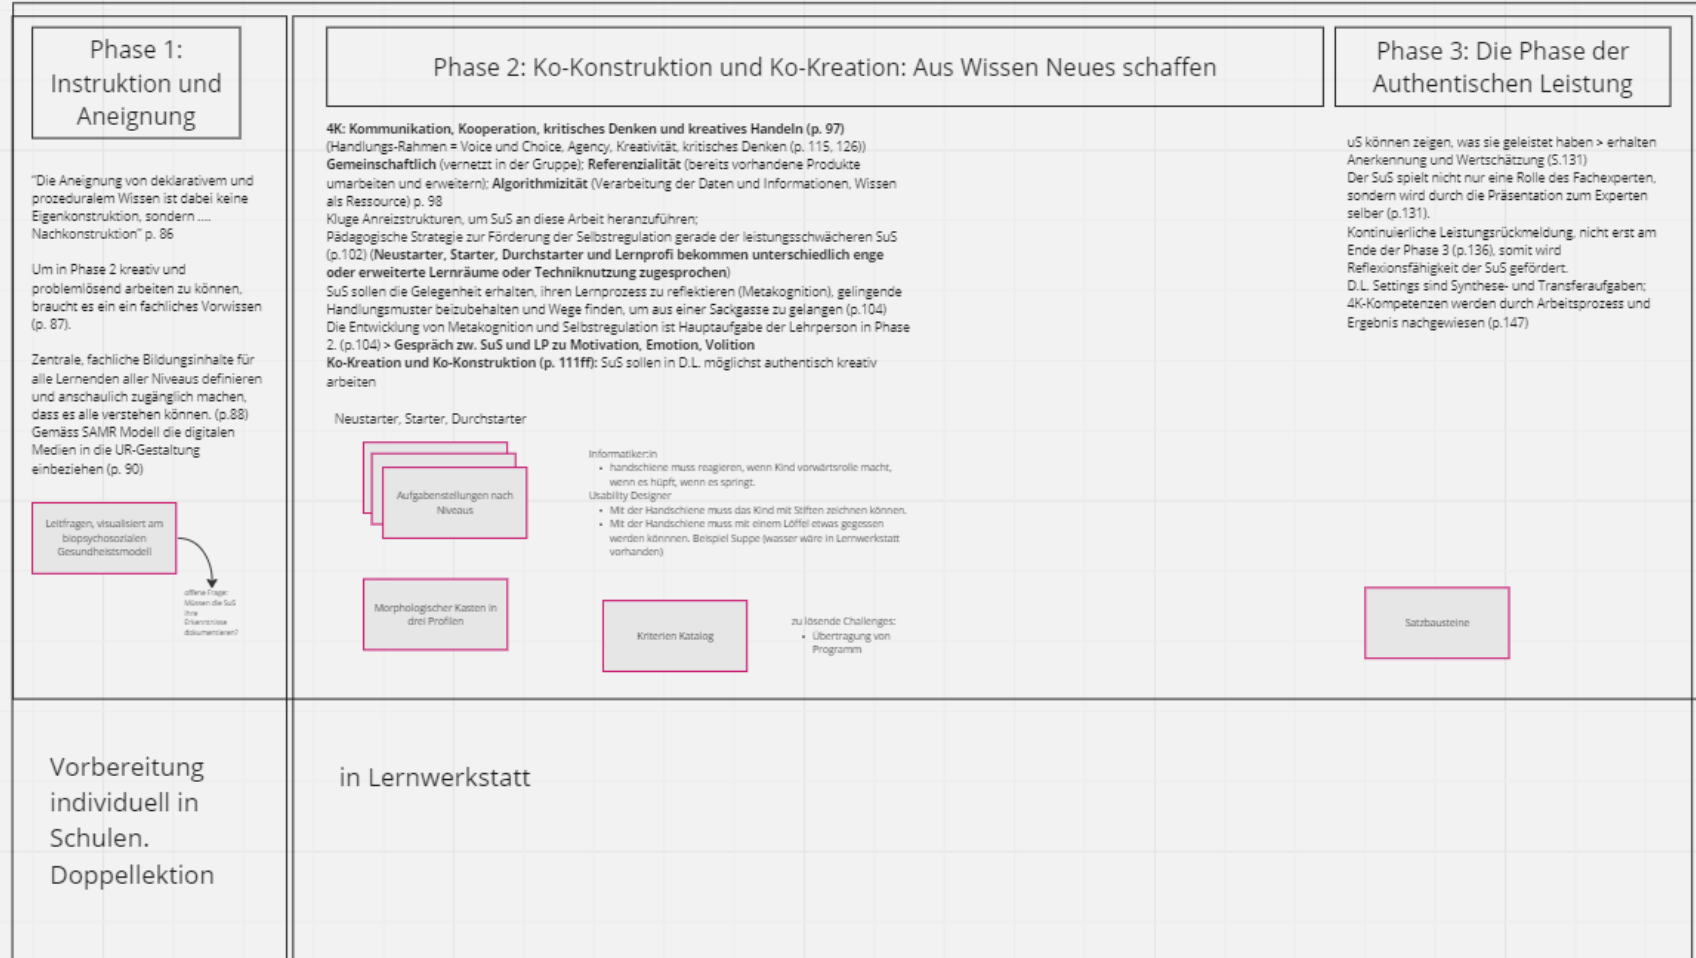 Phase 1:
Instruktion und
Aneignung
"Die Aneignung von deklarativem und
prozeduralem Wissen ist dabei keine
Eigenkonstruktion, sondern ....
Nachkonstruktion" p. 86
Um in Phase 2 kreativ und
problemlösend arbeiten zu können,
braucht es ein ein fachliches Vorwissen
(p. 87).
Zentrale, fachliche Bildungsinhalte für
alle Lernenden aller Niveaus definieren
und anschaulich zugänglich machen,
dass es alle verstehen können. (p.88)
Gemäss SAMR Modell die digitalen
Medien in die UR-Gestaltung
einbeziehen (p. 90)
Leitfragen, visualisiert am
biopsychosozialen
Gesundheistsmodell
offene Frage:
Müssen die SuS
ihre
Erkenntnisse
dokumentieren?
Phase 2: Ko-Konstruktion und Ko-Kreation: Aus Wissen Neues schaffen
4K: Kommunikation, Kooperation, kritisches Denken und kreatives Handeln (p. 97)
(Handlungs-Rahmen = Voice und Choice, Agency, Kreativität, kritisches Denken (p. 115, 126))
Gemeinschaftlich (vernetzt in der Gruppe); Referenzialität (bereits vorhandene Produkte
umarbeiten und erweitern); Algorithmizität (Verarbeitung der Daten und Informationen, Wissen
als Ressource) p. 98
Kluge Anreizstrukturen, um SuS an diese Arbeit heranzuführen;
Pädagogische Strategie zur Förderung der Selbstregulation gerade der leistungsschwächeren SuS
(p.102) (Neustarter, Starter, Durchstarter und Lernprofi bekommen unterschiedlich enge
oder erweiterte Lernräume oder Techniknutzung zugesprochen)
SuS sollen die Gelegenheit erhalten, ihren Lernprozess zu reflektieren (Metakognition), gelingende
Handlungsmuster beizubehalten und Wege finden, um aus einer Sackgasse zu gelangen (p.104)
Die Entwicklung von Metakognition und Selbstregulation ist Hauptaufgabe der Lehrperson in Phase
2. (p.104) > Gespräch zw. SuS und LP zu Motivation, Emotion, Volition
Ko-Kreation und Ko-Konstruktion (p. 111ff): SuS sollen in D.L. möglichst authentisch kreativ
arbeiten
Neustarter, Starter, Durchstarter
Aufgabenstellungen nach
Niveaus
Informatiker:in
• handschiene muss reagieren, wenn Kind vorwärtsrolle macht,
wenn es hüpft, wenn es springt.
Usability Designer
• Mit der Handschiene muss das Kind mit Stiften zeichnen können.
• Mit der Handschiene muss mit einem Löffel etwas gegessen
werden könnnen. Beispiel Suppe (wasser wäre in Lernwerkstatt
vorhanden)
Morphologischer Kasten in
drei Profilen
Kriterien Katalog
zu lösende Challenges:
• Übertragung von
Programm
Phase 3: Die Phase der
Authentischen Leistung
uS können zeigen, was sie geleistet haben > erhalten
Anerkennung und Wertschätzung (S.131)
Der SuS spielt nicht nur eine Rolle des Fachexperten,
sondern wird durch die Präsentation zum Experten
selber (p.131).
Kontinuierliche Leistungsrückmeldung, nicht erst am
Ende der Phase 3 (p.136), somit wird
Reflexionsfähigkeit der SuS gefördert.
D.L. Settings sind Synthese- und Transferaufgaben;
4K-Kompetenzen werden durch Arbeitsprozess und
Ergebnis nachgewiesen (p.147)
Satzbausteine
Vorbereitung
individuell in
Schulen.
Doppellektion
in Lernwerkstatt